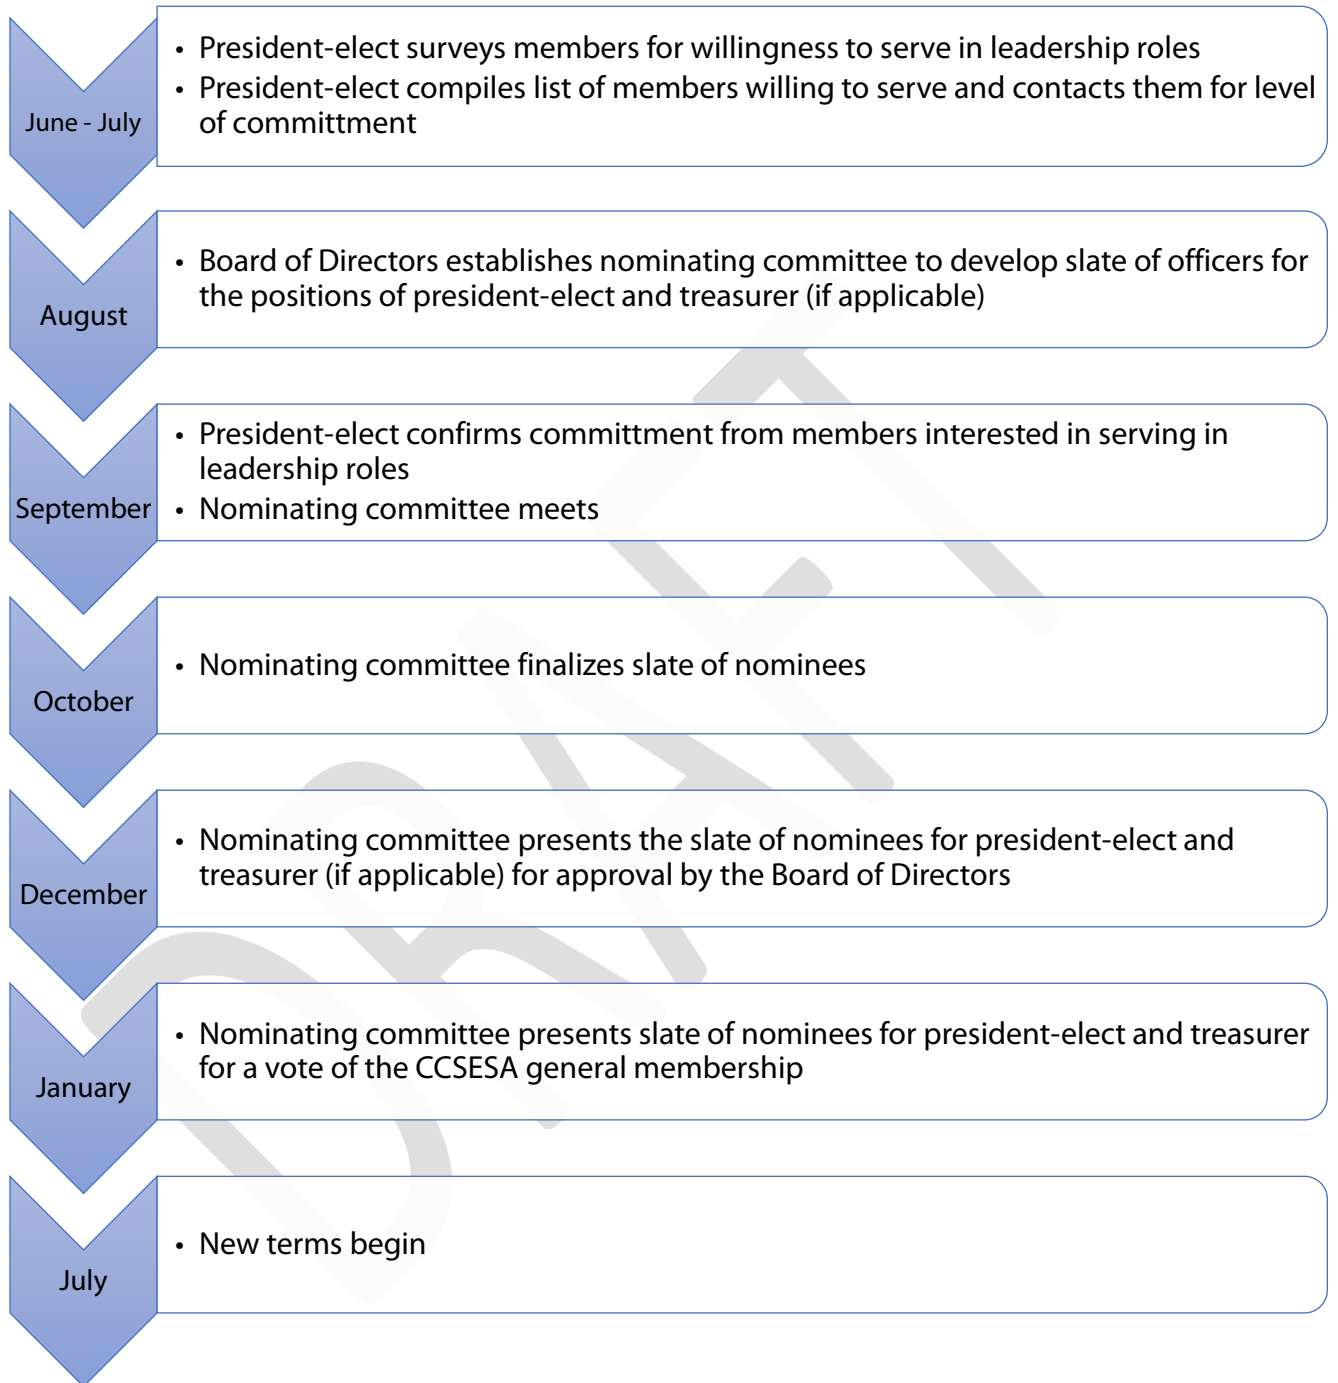 June - July
• President-elect surveys members for willingness to serve in leadership roles
• President-elect compiles list of members willing to serve and contacts them for level
of committment
August
• Board of Directors establishes nominating committee to develop slate of officers for
the positions of president-elect and treasurer (if applicable)
September
• President-elect confirms committment from members interested in serving in
leadership roles
• Nominating committee meets
October
• Nominating committee finalizes slate of nominees
December
• Nominating committee presents the slate of nominees for president-elect and
treasurer (if applicable) for approval by the Board of Directors
January
• Nominating committee presents slate of nominees for president-elect and treasurer
for a vote of the CCSESA general membership
July
• New terms begin
DRAFT